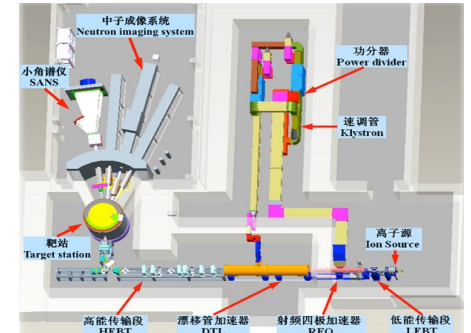 中子成像系统
Neutron imaging system
小角谱仪
SANS
功分器
Power divider
速调管
Klystron
靶站
Target station
离子源
Ion Source
高能传输段
HEBT
漂移管加速器
DTL
射频四极加速器
RFQ
低能传输段
LEBT